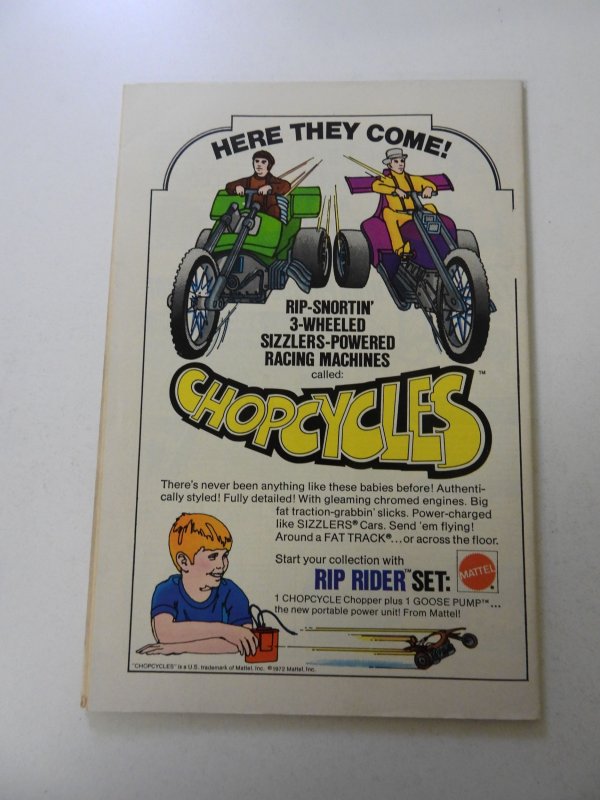 HERE THEY COME!
RIP-SNORTIN'
3-WHEELED
SIZZLERS-POWERED
RACING MACHINES
called:
CHOPCYCLES™
There's never been anything like these babies before! Authenti-
cally styled! Fully detailed! With gleaming chromed engines. Big
fat traction-grabbin' slicks. Power-charged
like SIZZLERS® Cars. Send 'em flying!
Around a FAT TRACK®...or across the floor.
Start your collection with
RIP RIDER™ SET:
MATTEL®
1 CHOPCYCLE Chopper plus 1 GOOSE PUMP™...
the new portable power unit! From Mattel!
"CHOPCYCLES" is a U.S. trademark of Mattel, Inc. ©1972 Mattel, Inc.